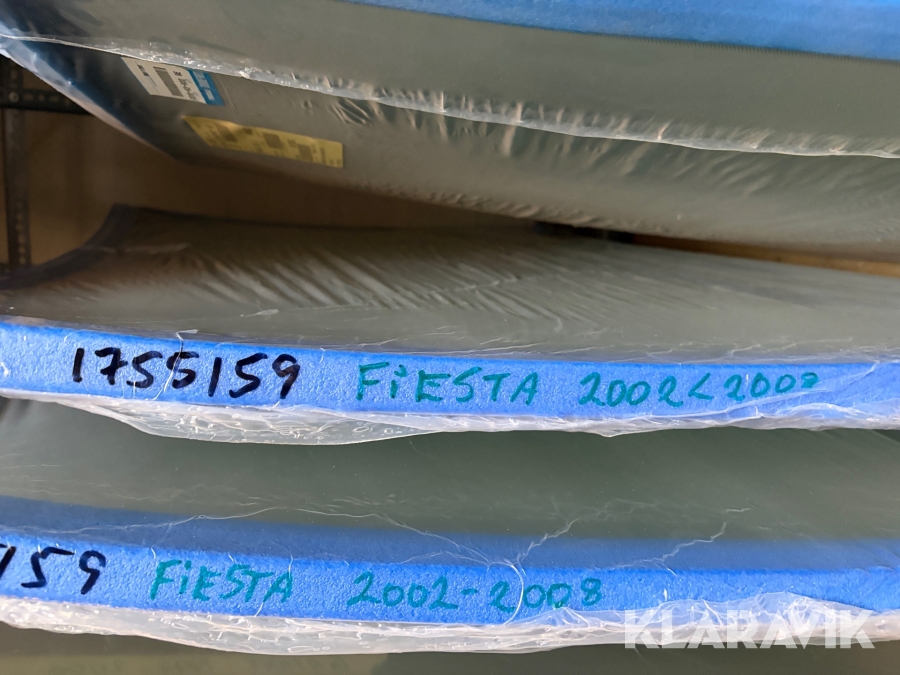 1755159 FiESTA 2002<2008
159 FiESTA 2002-2008
KLARAVIK